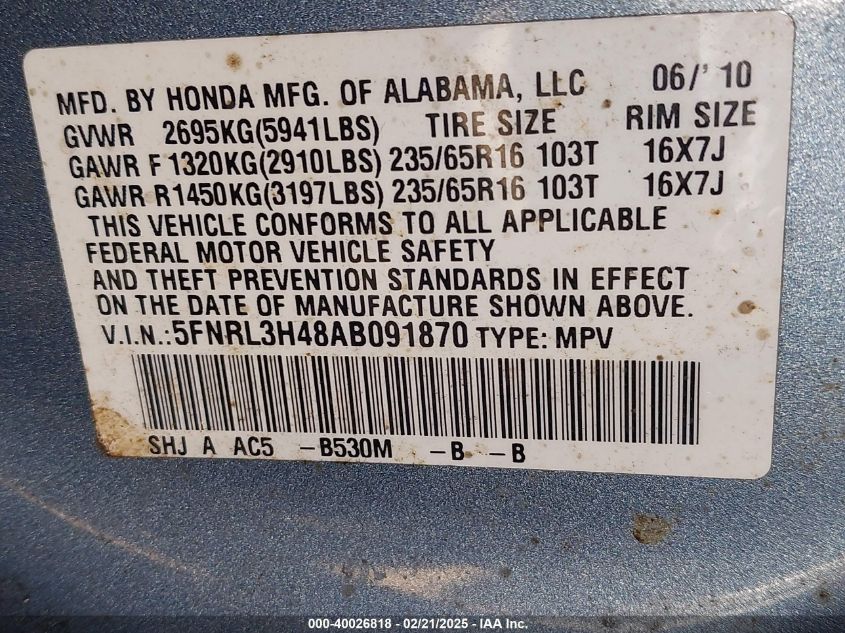 MFD. BY HONDA MFG. OF ALABAMA, LLC 06/'10
GVWR 2695KG(5941LBS) TIRE SIZE RIM SIZE
GAWR F1320KG(2910LBS) 235/65R16 103T 16X7J
GAWR R1450KG(3197LBS) 235/65R16 103T 16X7J
THIS VEHICLE CONFORMS TO ALL APPLICABLE
FEDERAL MOTOR VEHICLE SAFETY
AND THEFT PREVENTION STANDARDS IN EFFECT
ON THE DATE OF MANUFACTURE SHOWN ABOVE.
V.I.N.:5FNRL3H48AB091870 TYPE: MPV
SHJ A AC5 -B530M -B -B
000-40026818 - 02/21/2025 - IAA Inc.